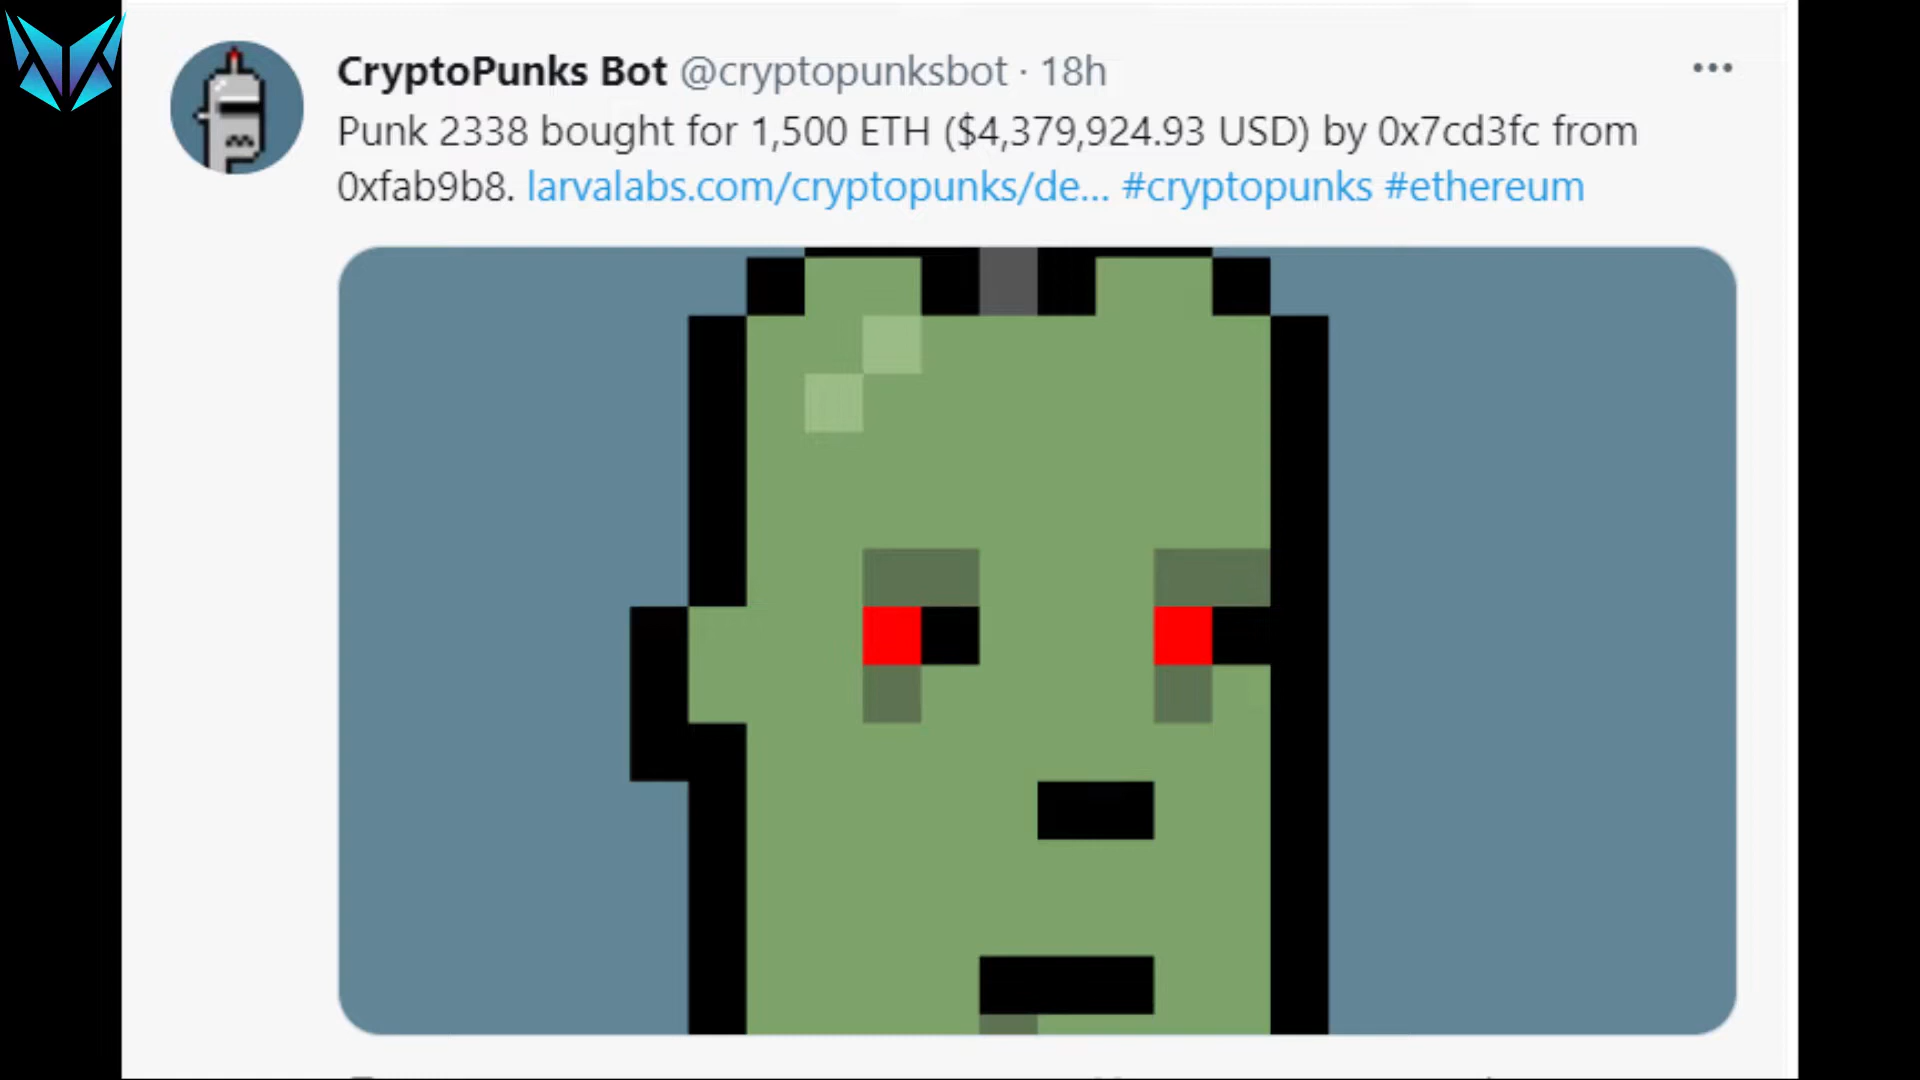 CryptoPunks Bot @cryptopunksbot · 18h
Punk 2338 bought for 1,500 ETH ($4,379,924.93 USD) by 0x7cd3fc from
0xfab9b8. larvalabs.com/cryptopunks/de... #cryptopunks #ethereum